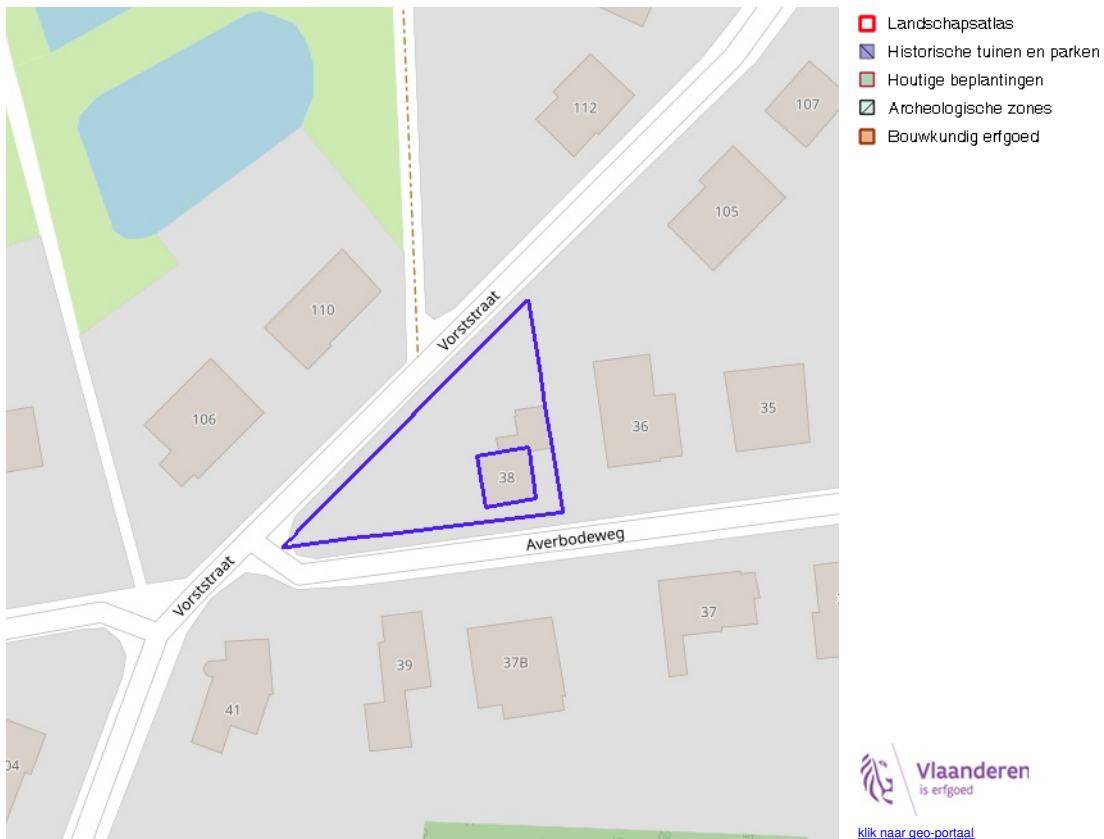 Landschapsatlas
Historische tuinen en parken
Houtige beplantingen
Archeologische zones
Bouwkundig erfgoed
112
107
105
Vorststraat
110
106
36
35
38
Averbodeweg
Vorststraat
37
39
37B
41
04
Vlaanderen
is erfgoed
klik naar geo-portaal